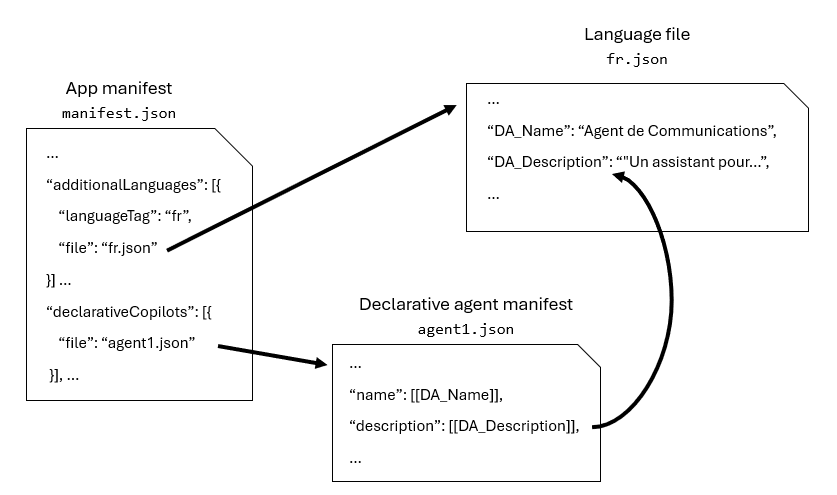 App manifest
manifest.json
...
“additionalLanguages”: [{
“languageTag”: “fr”,
“file”: “fr.json”
}] ...
“declarativeCopilots”: [{
“file”: “agent1.json”
}], ...
Language file
fr.json
...
“DA_Name”: “Agent de Communications”,
“DA_Description”: “"Un assistant pour...”,
...
Declarative agent manifest
agent1.json
...
“name”: [[DA_Name]],
“description”: [[DA_Description]],
...